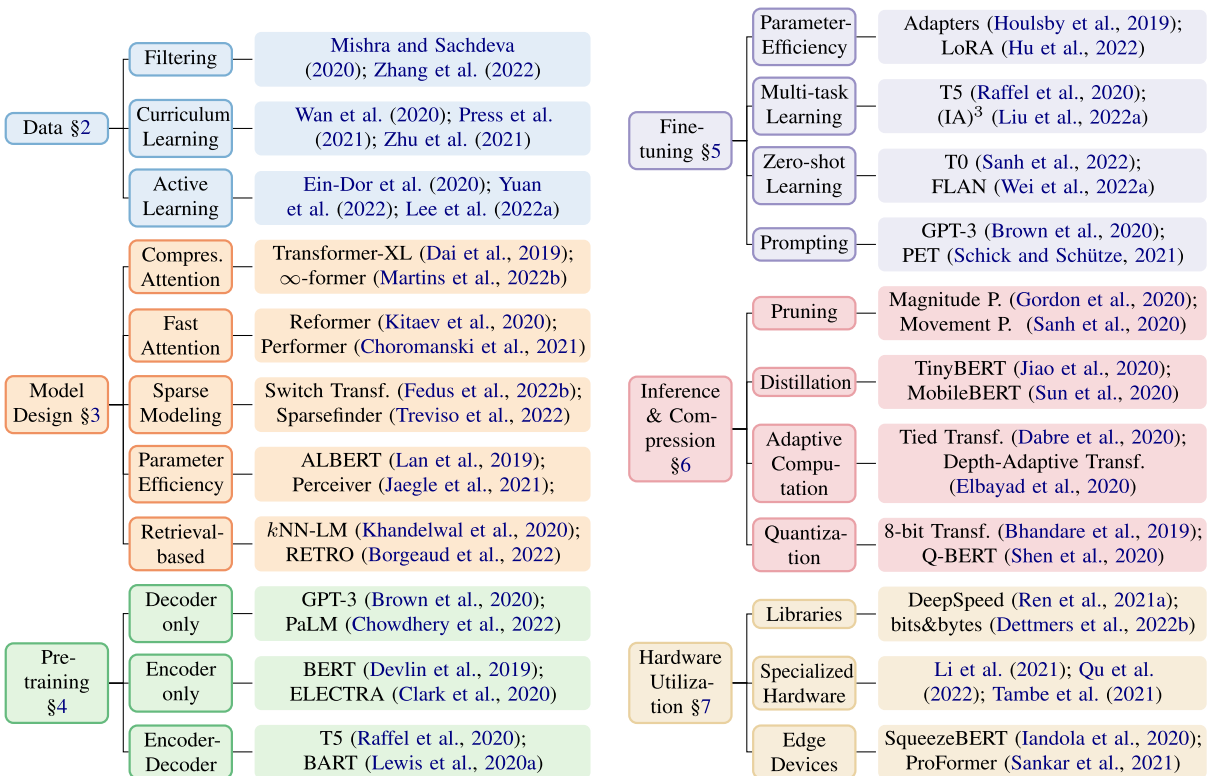 Data §2
Filtering
Mishra and Sachdeva
(2020); Zhang et al. (2022)
Curriculum
Learning
Wan et al. (2020); Press et al.
(2021); Zhu et al. (2021)
Active
Learning
Ein-Dor et al. (2020); Yuan
et al. (2022); Lee et al. (2022a)
Model
Design §3
Compres.
Attention
Transformer-XL (Dai et al., 2019);
∞-former (Martins et al., 2022b)
Fast
Attention
Reformer (Kitaev et al., 2020);
Performer (Choromanski et al., 2021)
Sparse
Modeling
Switch Transf. (Fedus et al., 2022b);
Sparsefinder (Treviso et al., 2022)
Parameter
Efficiency
ALBERT (Lan et al., 2019);
Perceiver (Jaegle et al., 2021);
Retrieval-
based
kNN-LM (Khandelwal et al., 2020);
RETRO (Borgeaud et al., 2022)
Pre-
training
§4
Decoder
only
GPT-3 (Brown et al., 2020);
PaLM (Chowdhery et al., 2022)
Encoder
only
BERT (Devlin et al., 2019);
ELECTRA (Clark et al., 2020)
Encoder-
Decoder
T5 (Raffel et al., 2020);
BART (Lewis et al., 2020a)
Fine-
tuning §5
Parameter-
Efficiency
Adapters (Houlsby et al., 2019);
LoRA (Hu et al., 2022)
Multi-task
Learning
T5 (Raffel et al., 2020);
(IA)³ (Liu et al., 2022a)
Zero-shot
Learning
T0 (Sanh et al., 2022);
FLAN (Wei et al., 2022a)
Prompting
GPT-3 (Brown et al., 2020);
PET (Schick and Schütze, 2021)
Inference
& Com-
pression
§6
Pruning
Magnitude P. (Gordon et al., 2020);
Movement P. (Sanh et al., 2020)
Distillation
TinyBERT (Jiao et al., 2020);
MobileBERT (Sun et al., 2020)
Adaptive
Compu-
tation
Tied Transf. (Dabre et al., 2020);
Depth-Adaptive Transf.
(Elbayad et al., 2020)
Quantiza-
tion
8-bit Transf. (Bhandare et al., 2019);
Q-BERT (Shen et al., 2020)
Hardware
Utiliza-
tion §7
Libraries
DeepSpeed (Ren et al., 2021a);
bits&bytes (Dettmers et al., 2022b)
Specialized
Hardware
Li et al. (2021); Qu et al.
(2022); Tambe et al. (2021)
Edge
Devices
SqueezeBERT (Iandola et al., 2020);
ProFormer (Sankar et al., 2021)